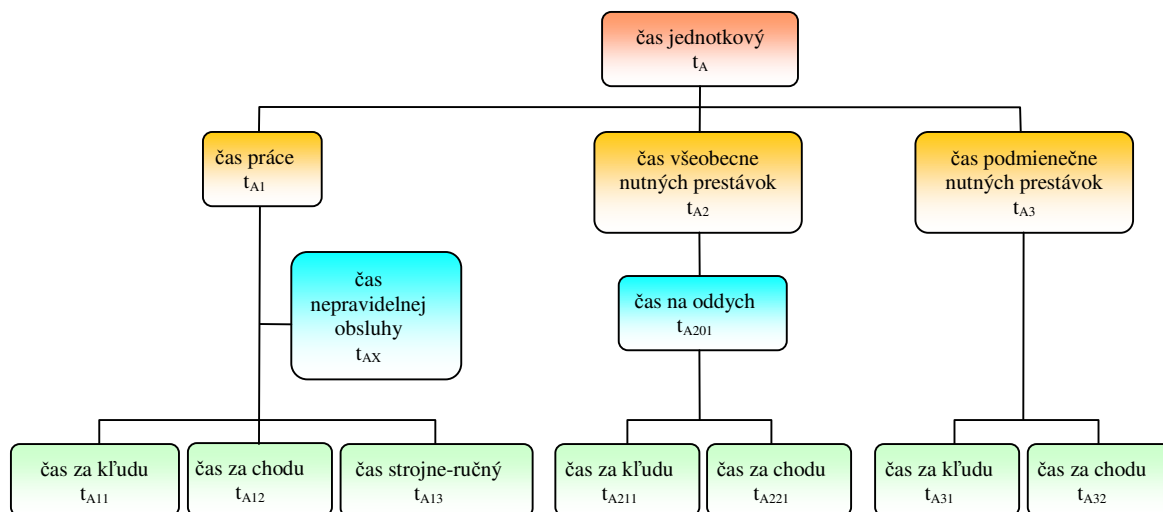 čas jednotkový
tA
čas práce
tA1
čas všeobecne
nutných prestávok
tA2
čas podmienečne
nutných prestávok
tA3
čas
nepravidelnej
obsluhy
tAX
čas na oddych
tA201
čas za kľudu
tA11
čas za chodu
tA12
čas strojne-ručný
tA13
čas za kľudu
tA211
čas za chodu
tA221
čas za kľudu
tA31
čas za chodu
tA32